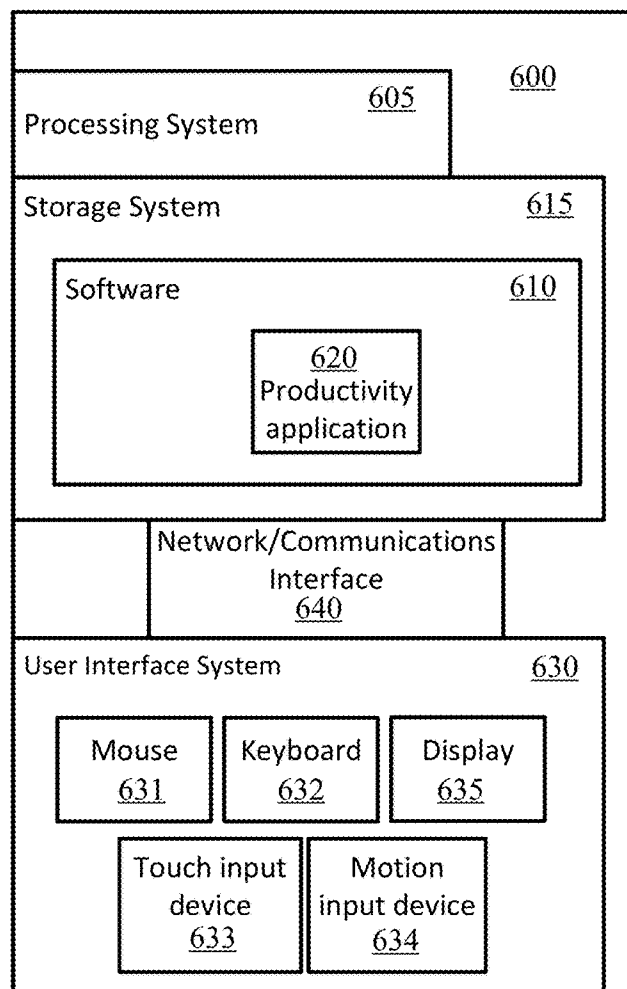 600
Processing System 605
Storage System 615
Software 610
620
Productivity
application
Network/Communications
Interface
640
User Interface System 630
Mouse
631
Keyboard
632
Display
635
Touch input
device
633
Motion
input device
634